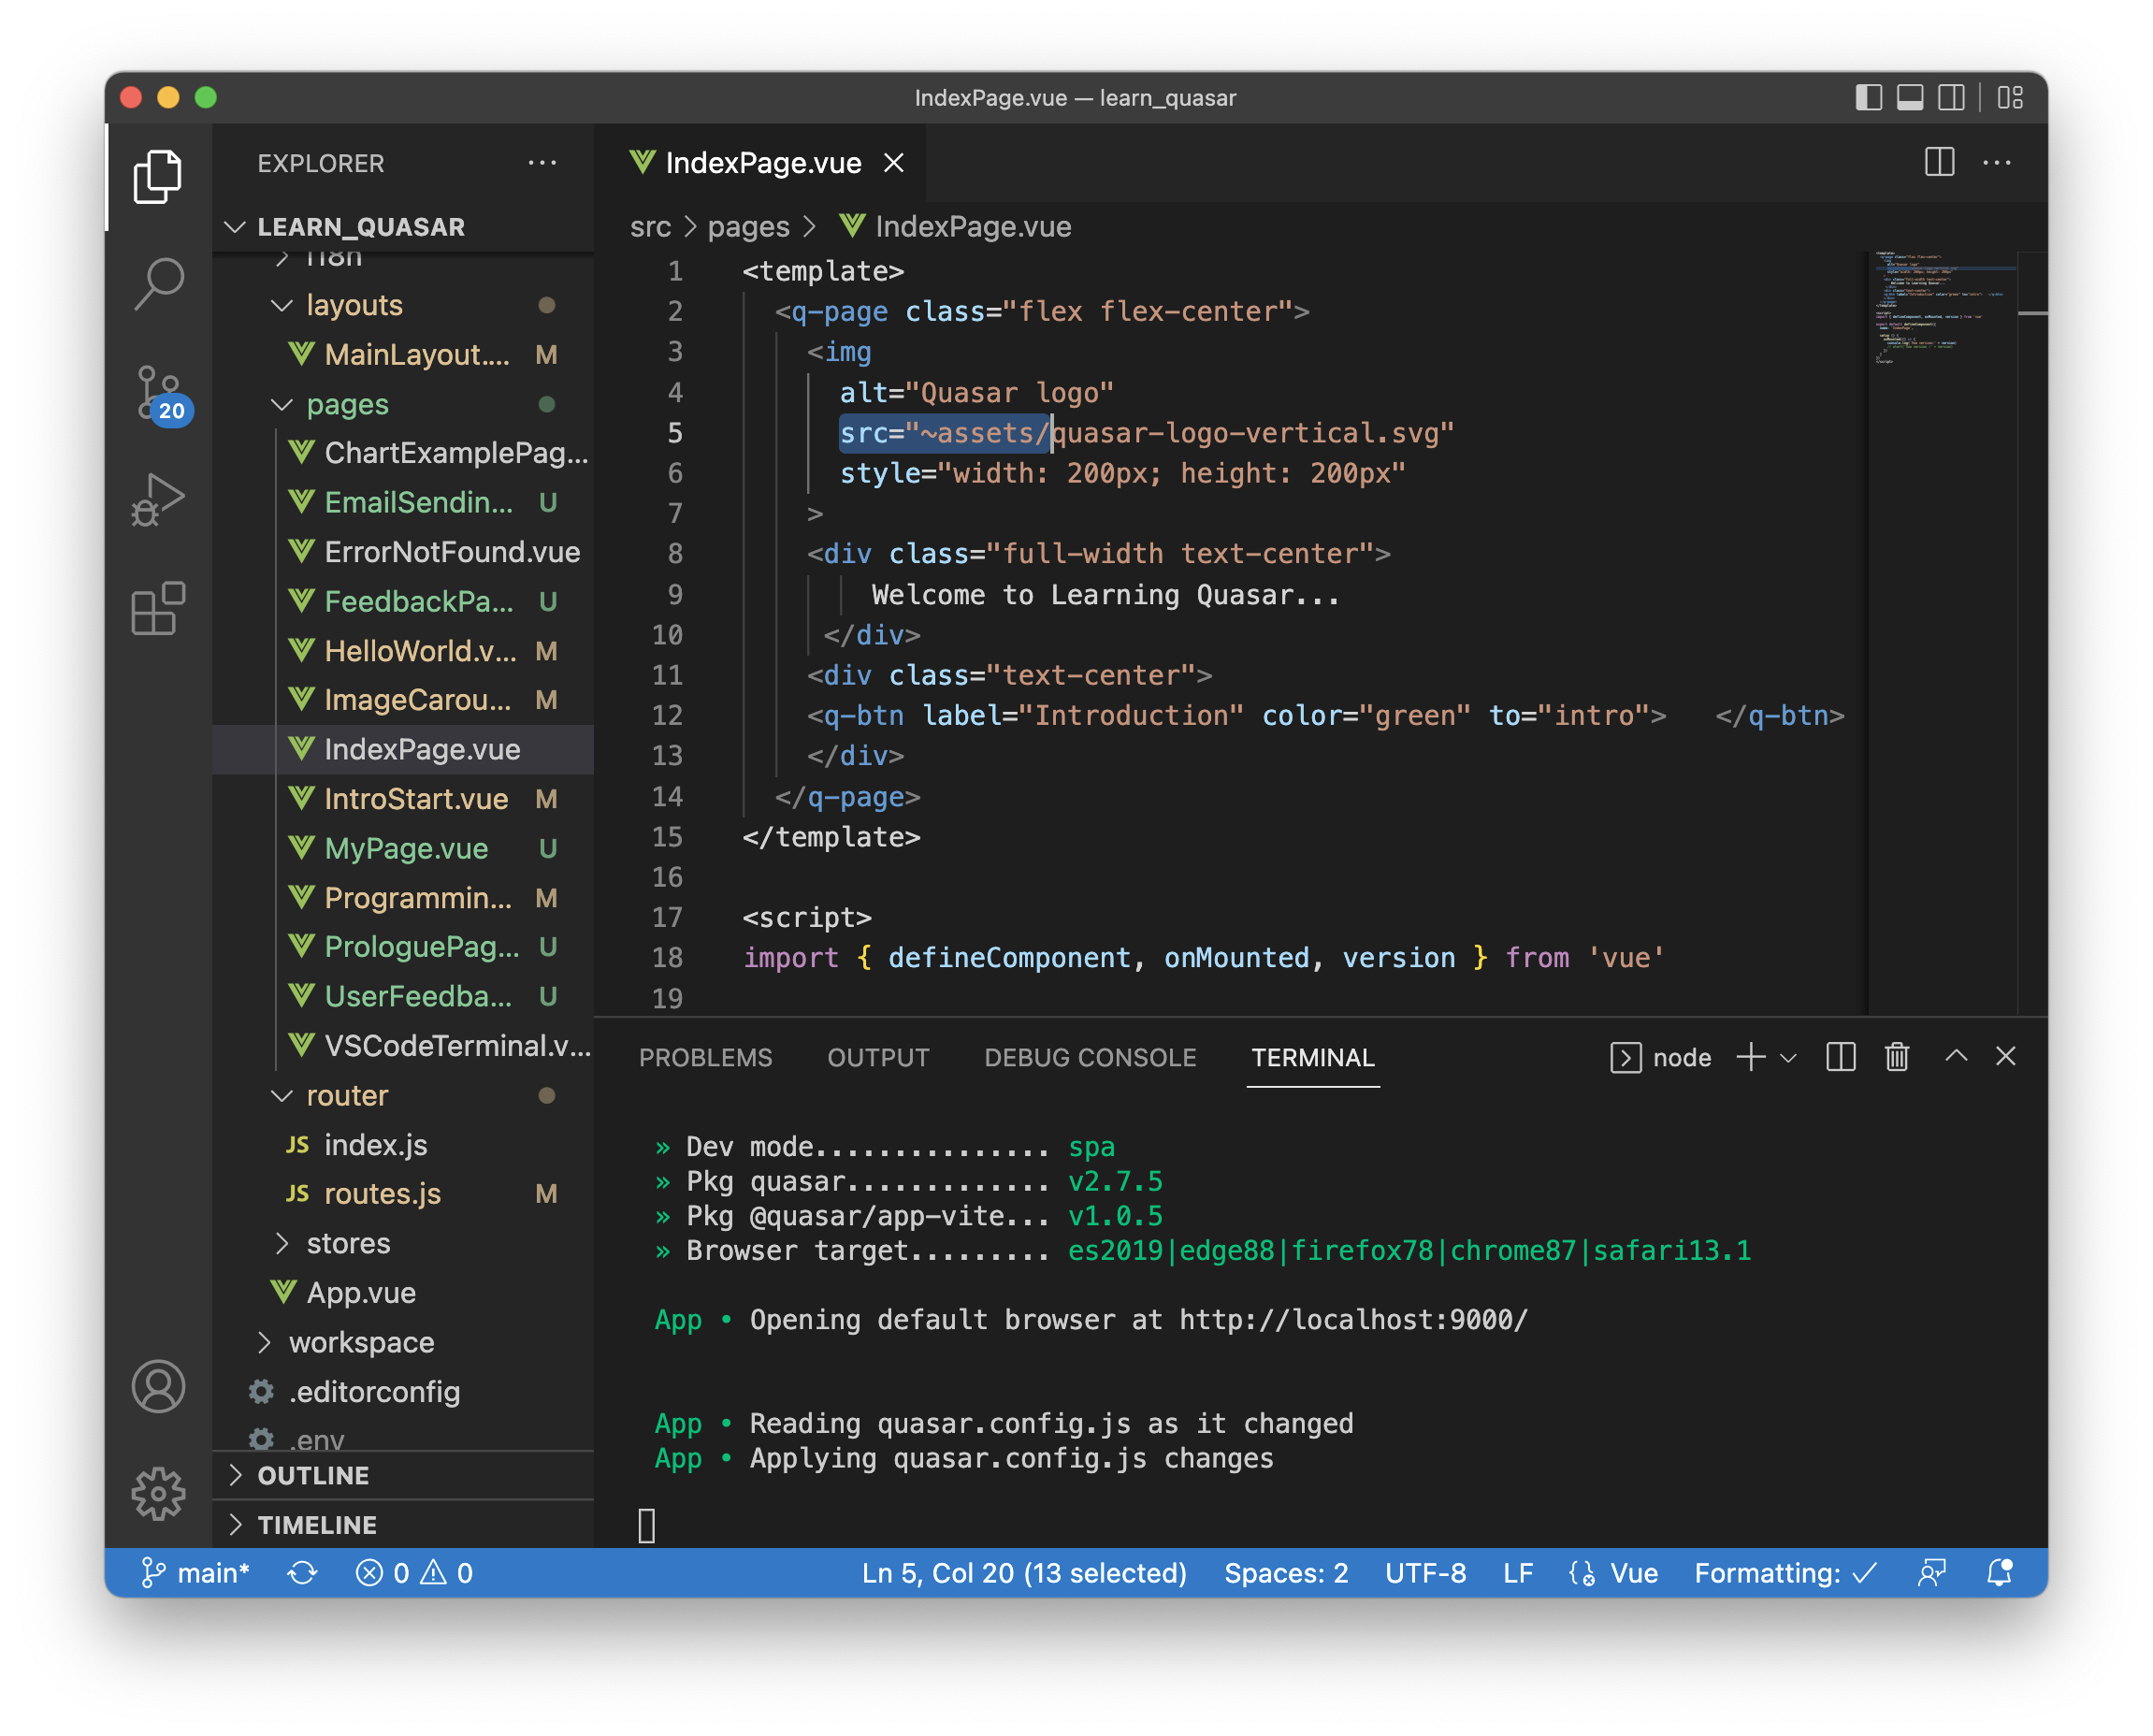 IndexPage.vue — learn_quasar
EXPLORER
LEARN_QUASAR
i18n
layouts
MainLayout.... M
pages
ChartExamplePag...
EmailSendin... U
ErrorNotFound.vue
FeedbackPa... U
HelloWorld.v... M
ImageCarou... M
IndexPage.vue
IntroStart.vue M
MyPage.vue U
Programmin... M
ProloguePag... U
UserFeedba... U
VSCodeTerminal.v...
router
JS index.js
JS routes.js M
stores
App.vue
workspace
.editorconfig
.env
OUTLINE
TIMELINE
20
IndexPage.vue
src > pages > IndexPage.vue
1 <template>
2 <q-page class="flex flex-center">
3 <img
4 alt="Quasar logo"
5 src="~assets/quasar-logo-vertical.svg"
6 style="width: 200px; height: 200px"
7 >
8 <div class="full-width text-center">
9 Welcome to Learning Quasar...
10 </div>
11 <div class="text-center">
12 <q-btn label="Introduction" color="green" to="intro"> </q-btn>
13 </div>
14 </q-page>
15 </template>
16
17 <script>
18 import { defineComponent, onMounted, version } from 'vue'
19
PROBLEMS OUTPUT DEBUG CONSOLE TERMINAL node
» Dev mode............... spa
» Pkg quasar............. v2.7.5
» Pkg @quasar/app-vite... v1.0.5
» Browser target......... es2019|edge88|firefox78|chrome87|safari13.1
App • Opening default browser at http://localhost:9000/
App • Reading quasar.config.js as it changed
App • Applying quasar.config.js changes
main* 0 0 Ln 5, Col 20 (13 selected) Spaces: 2 UTF-8 LF Vue Formatting: ✓